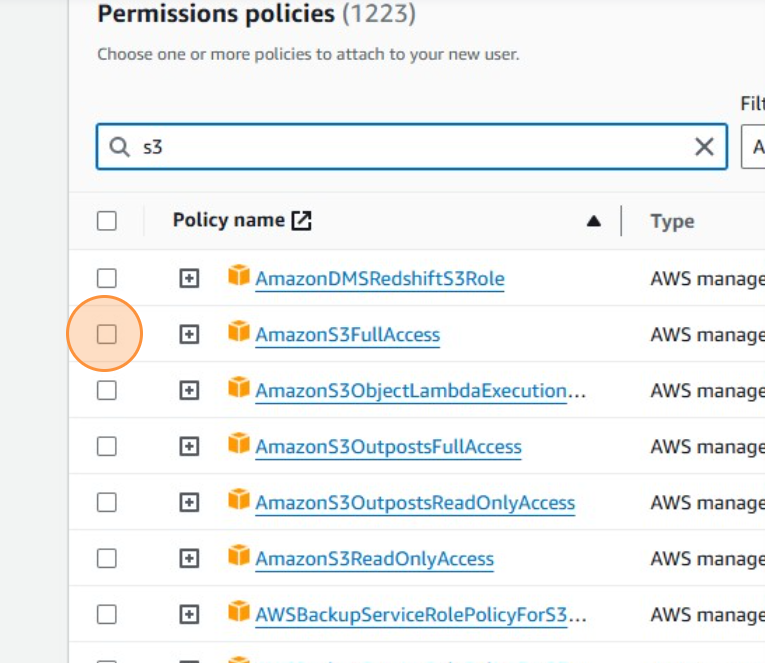 Permissions policies (1223)
Choose one or more policies to attach to your new user.
Filt
s3
A
Policy name
Type
AmazonDMSRedshiftS3Role AWS manage
AmazonS3FullAccess AWS manage
AmazonS3ObjectLambdaExecution... AWS manage
AmazonS3OutpostsFullAccess AWS manage
AmazonS3OutpostsReadOnlyAccess AWS manage
AmazonS3ReadOnlyAccess AWS manage
AWSBackupServiceRolePolicyForS3... AWS manage